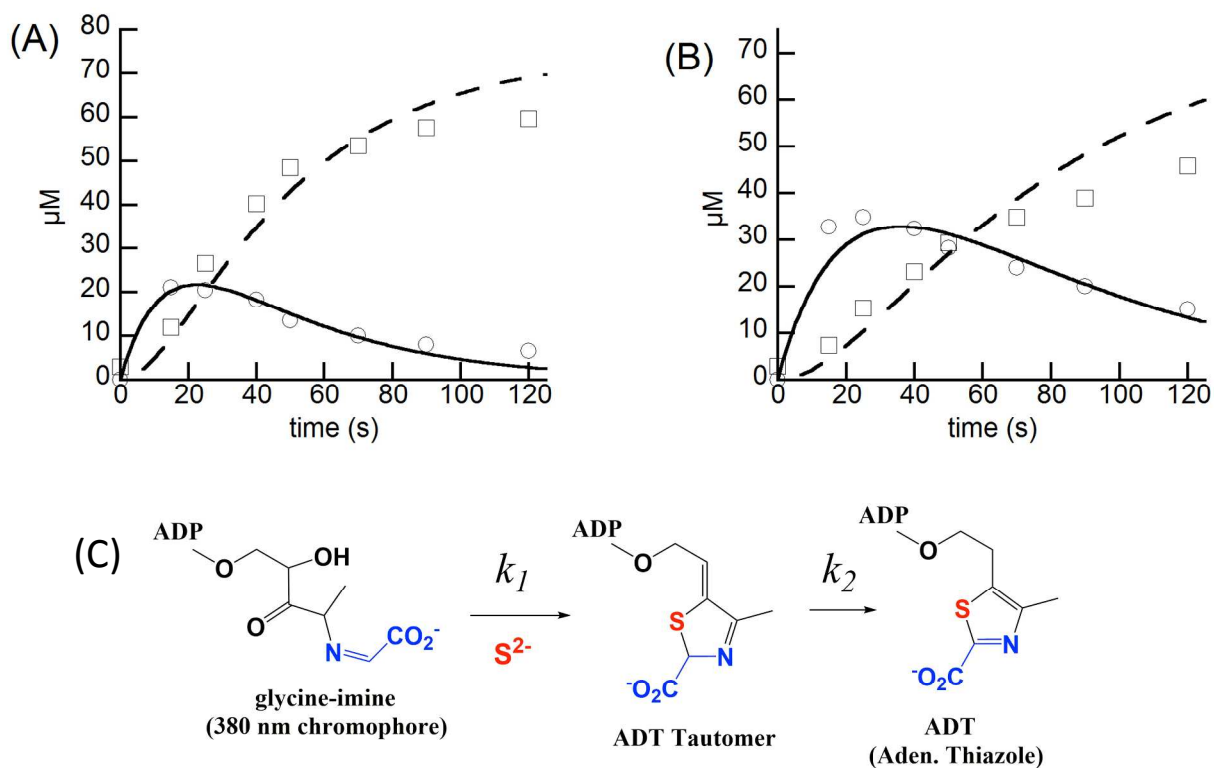 (A)
80
70
60
50
40
30
20
10
0
µM
0 20 40 60 80 100 120
time (s)
(B)
70
60
50
40
30
20
10
0
µM
0 20 40 60 80 100 120
time (s)
(C)
ADP
O
OH
O
N
CO₂⁻
glycine-imine
(380 nm chromophore)
k₁
S²⁻
ADP
O
S
N
⁻O₂C
ADT Tautomer
k₂
ADP
O
S
N
⁻O₂C
ADT
(Aden. Thiazole)